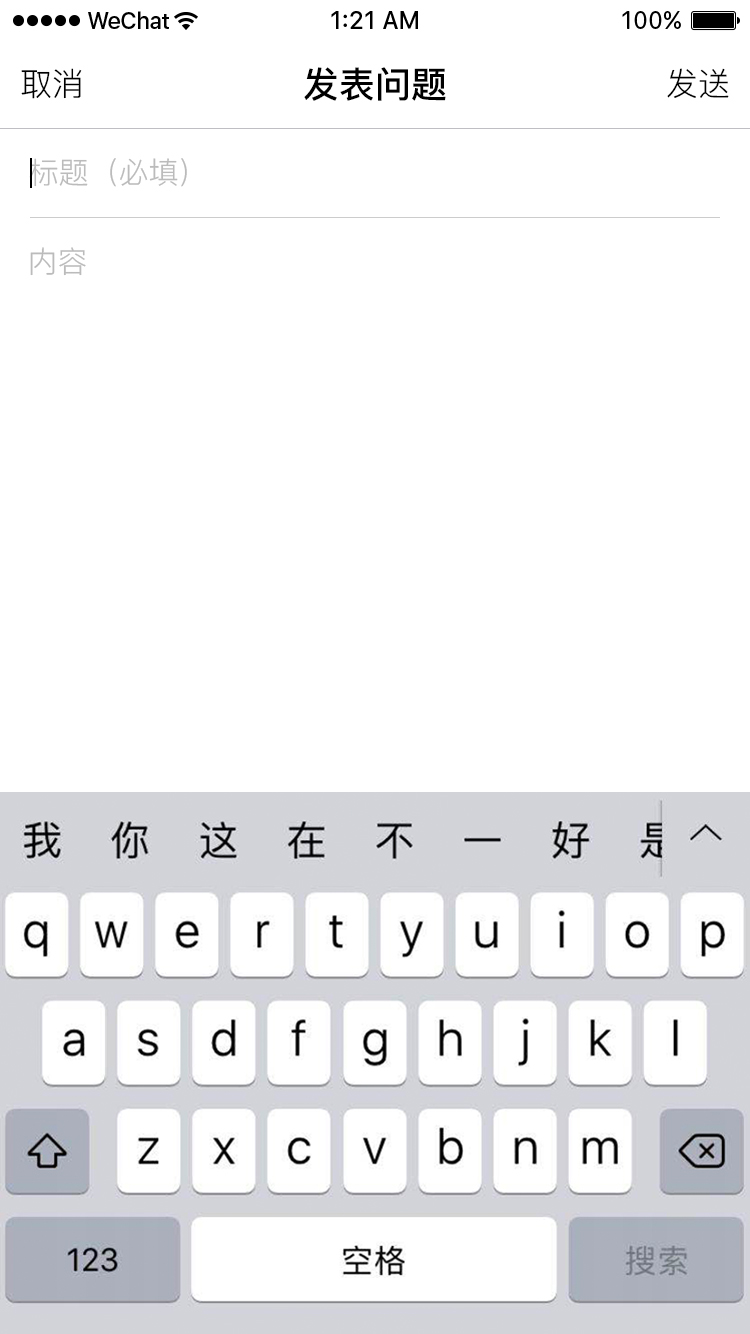 WeChat 1:21 AM 100%
取消 发表问题 发送
标题（必填）
内容
我 你 这 在 不 一 好 是
q w e r t y u i o p
a s d f g h j k l
z x c v b n m
123 空格 搜索